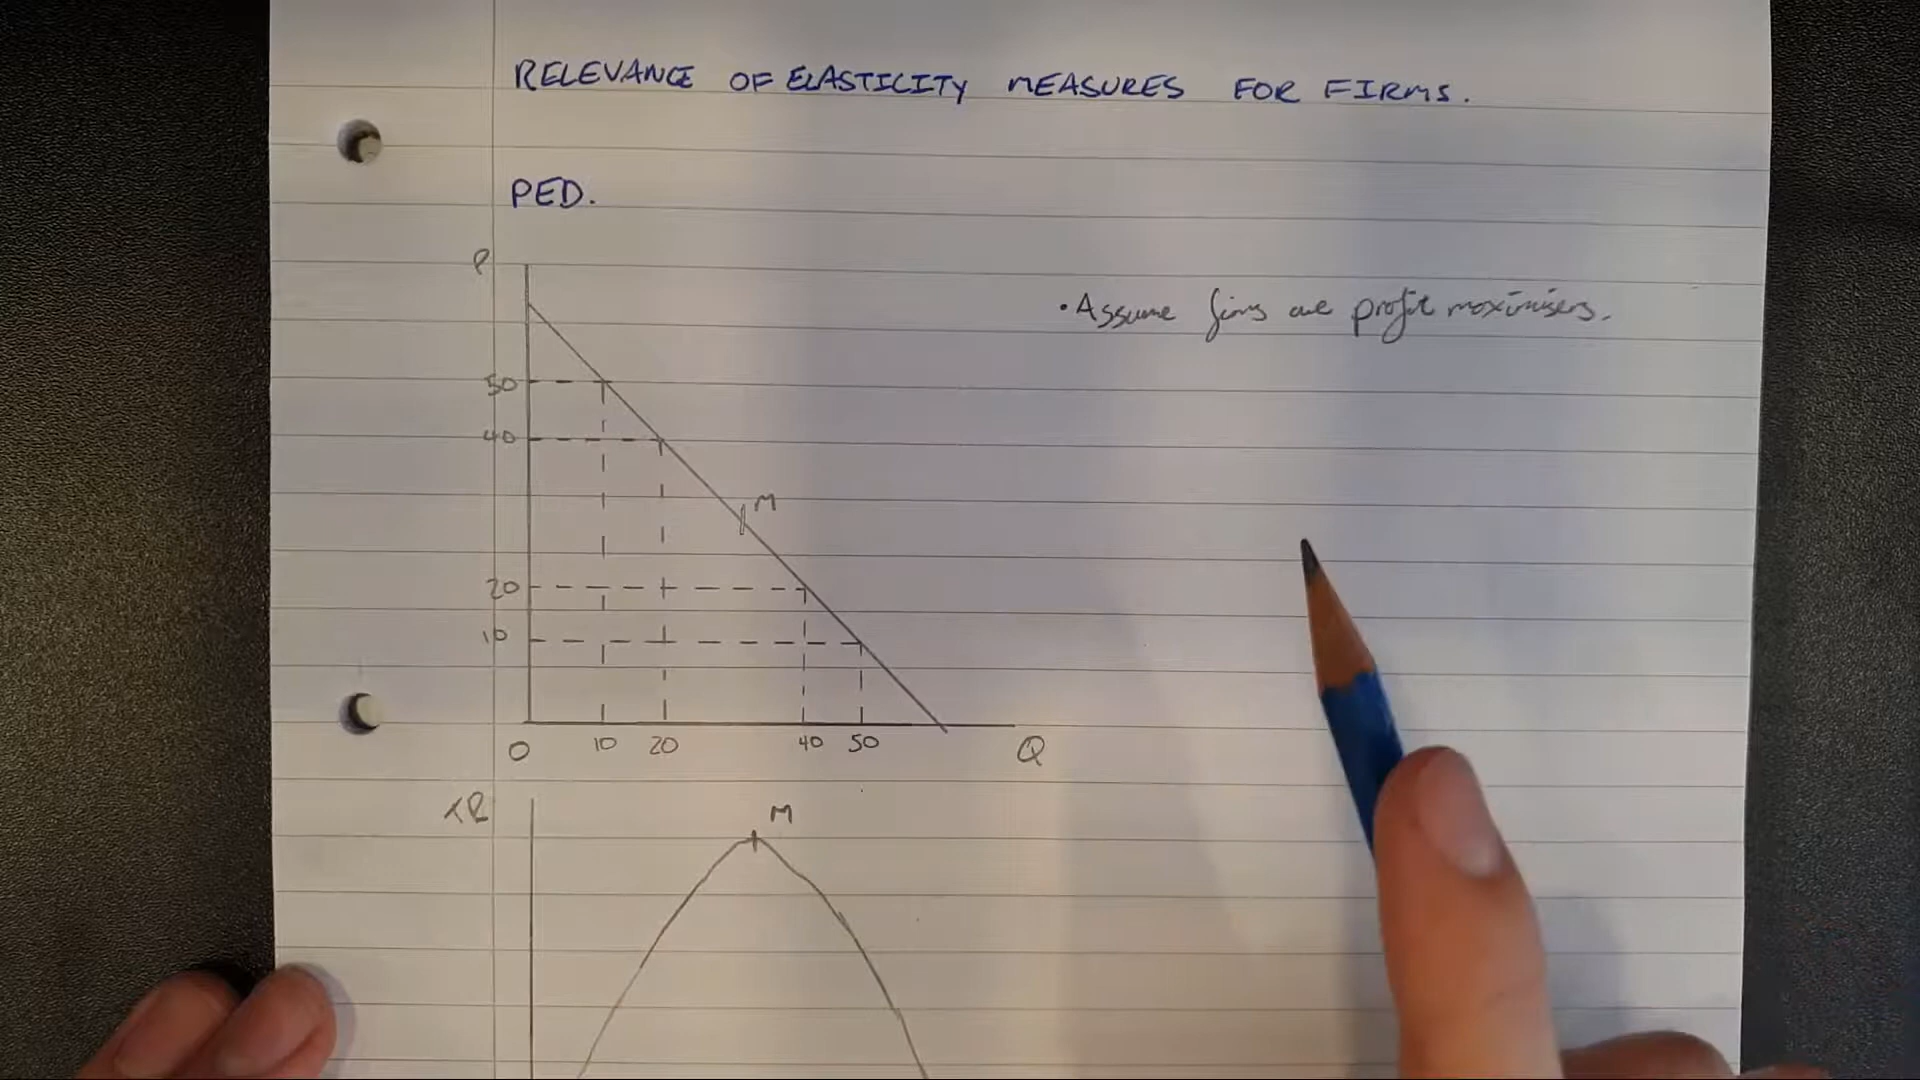 RELEVANCE OF ELASTICITY MEASURES FOR FIRMS.
PED.
P
• Assume firms are profit maximisers.
50
40
M
20
10
O 10 20 40 50 Q
TR M